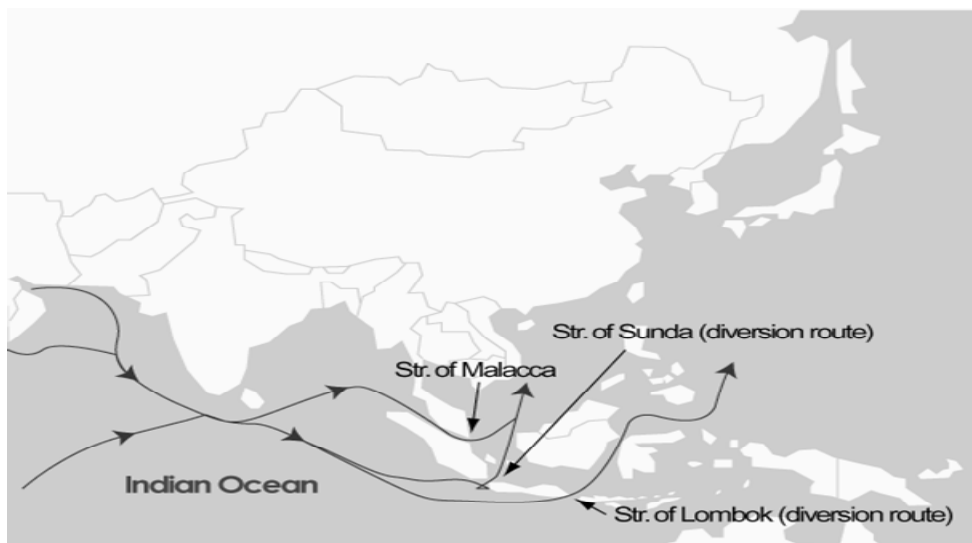 Str. of Sunda (diversion route)
Str. of Malacca
Indian Ocean
Str. of Lombok (diversion route)